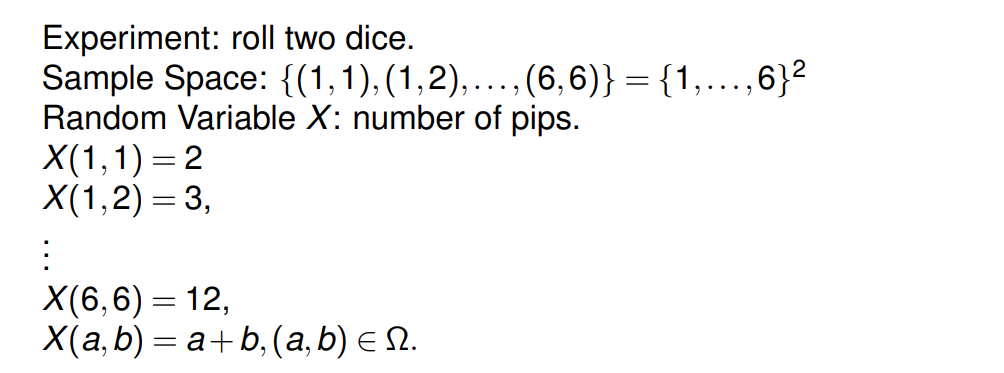 Experiment: roll two dice.
Sample Space: {(1,1),(1,2),...,(6,6)} = {1,...,6}²
Random Variable X: number of pips.
X(1,1) = 2
X(1,2) = 3,
⋮
X(6,6) = 12,
X(a,b) = a+b,(a,b) ∈ Ω.